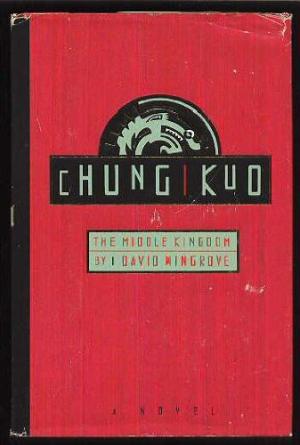 CHUNG | KUO
THE MIDDLE KINGDOM
BY | DAVID WINGROVE
A NOVEL